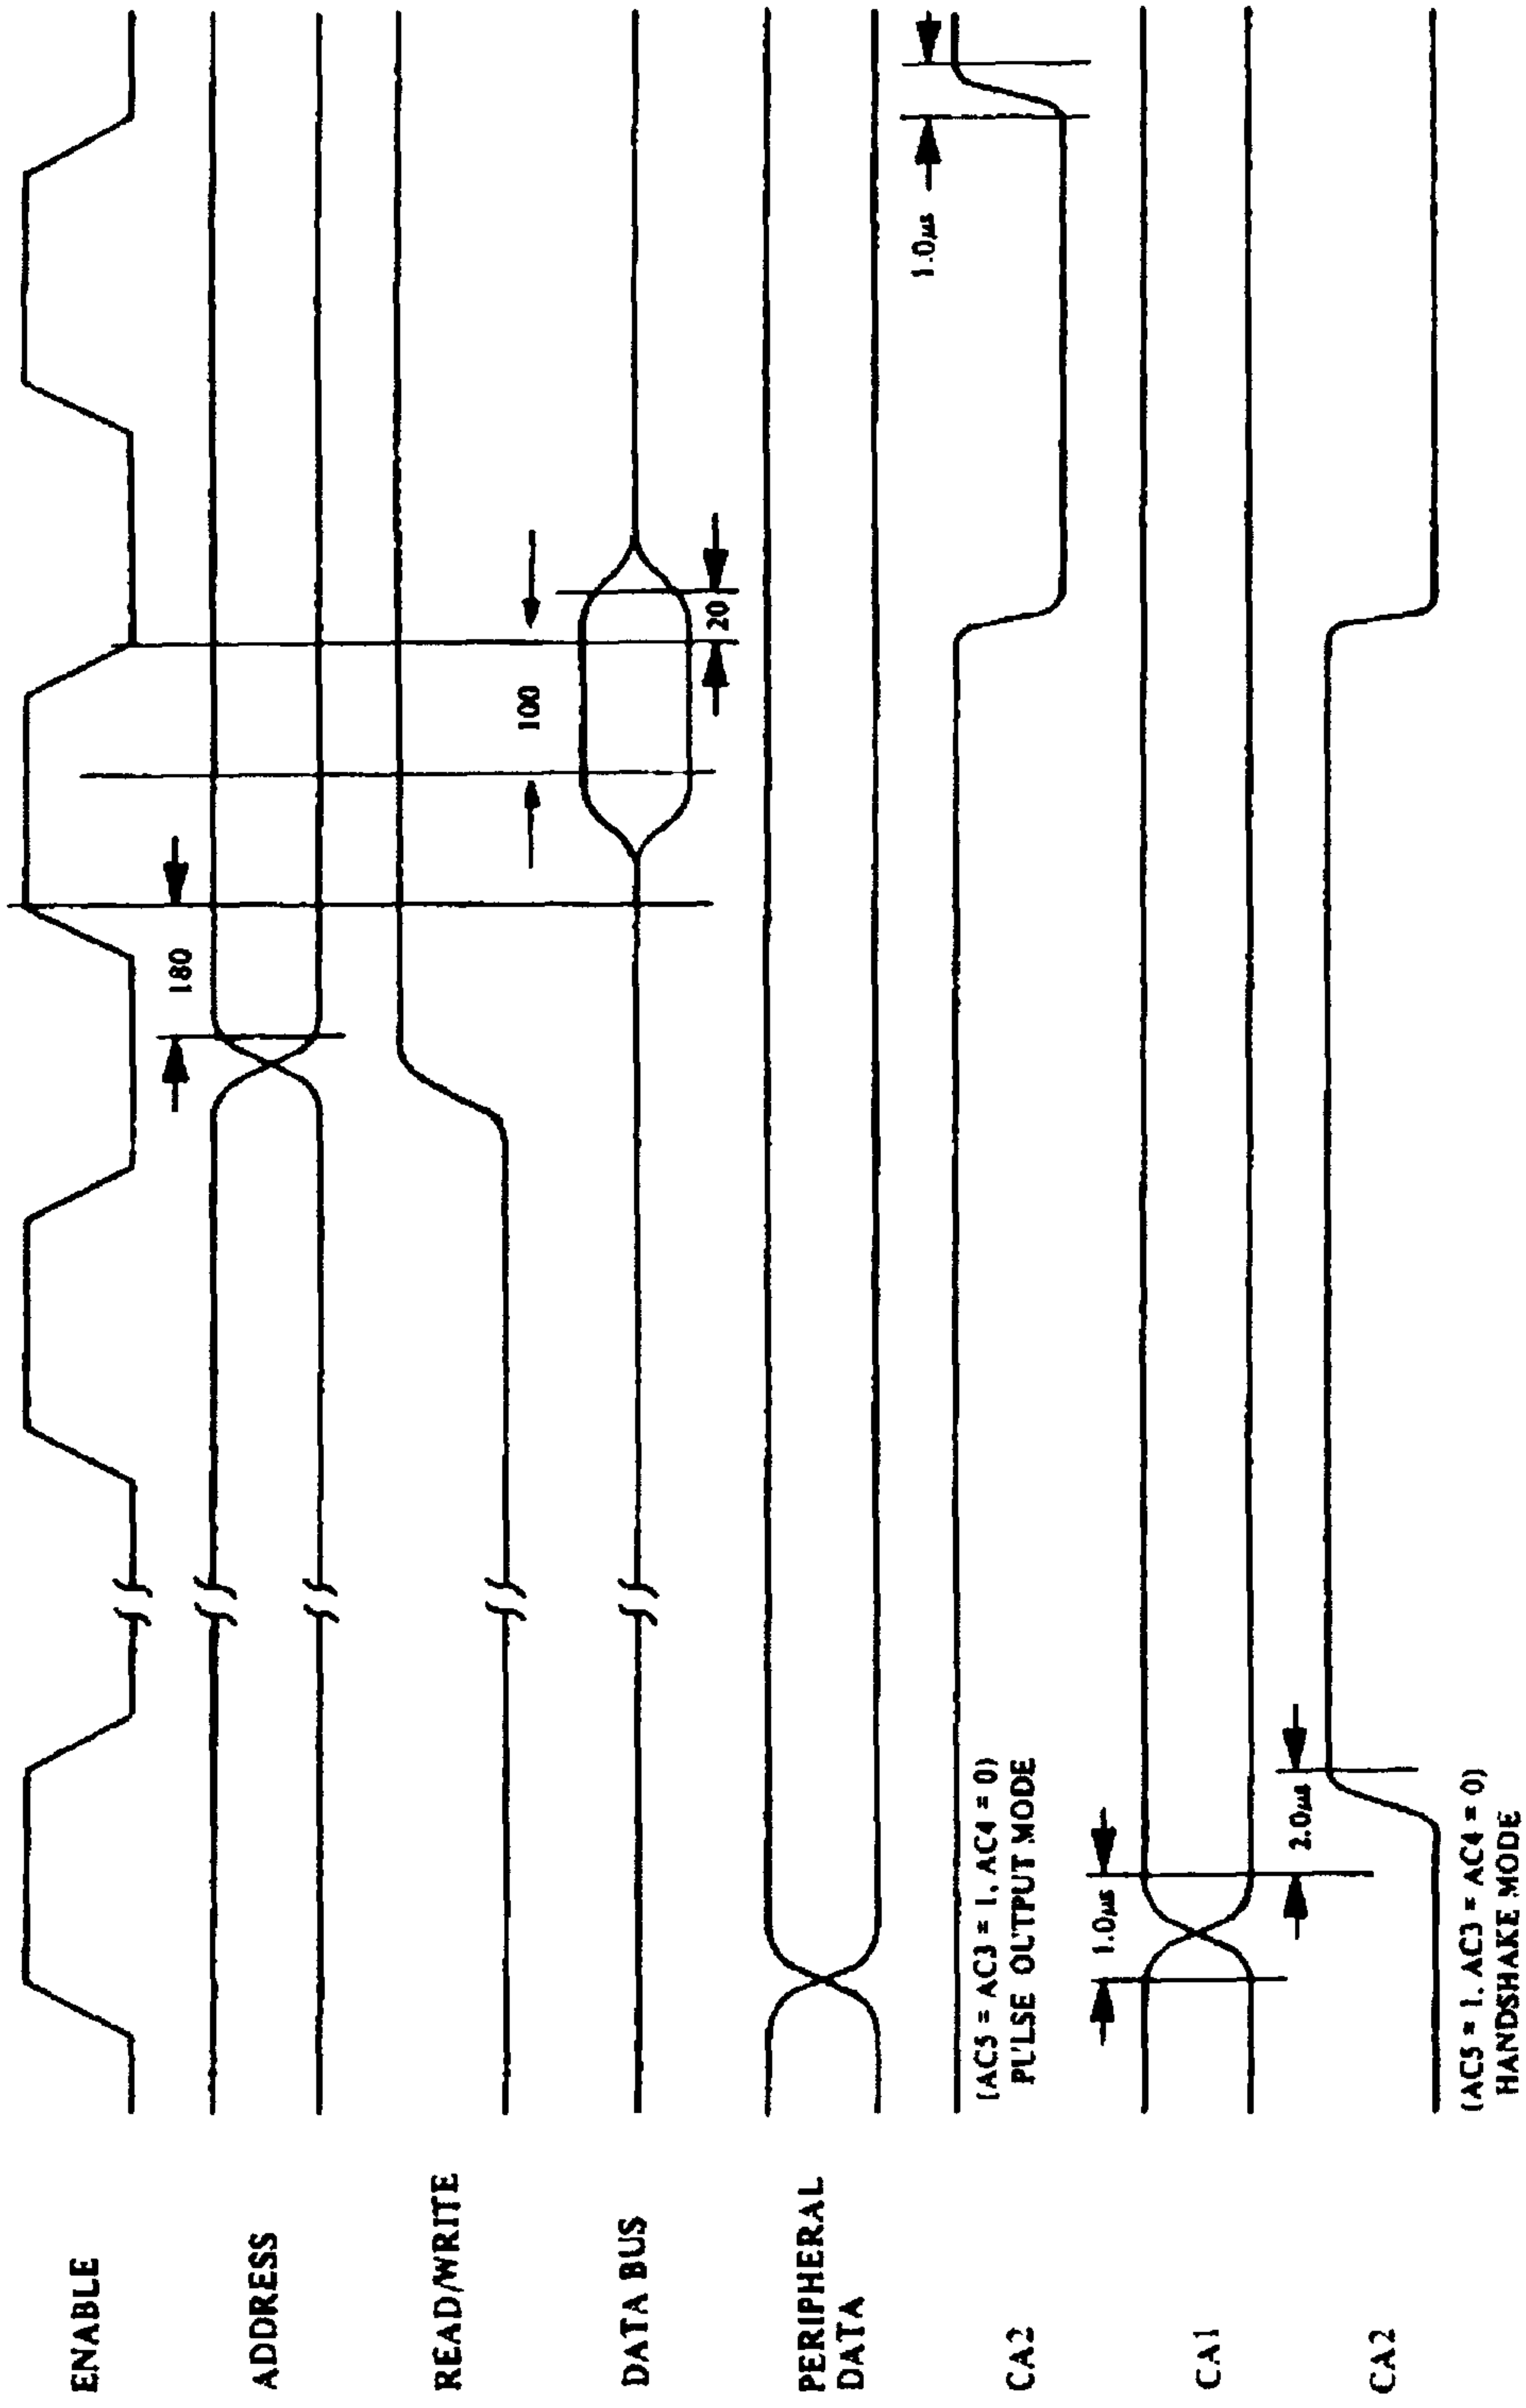 ENABLE
180
ADDRESS
READ/WRITE
100
DATA BUS
20
PERIPHERAL
DATA
1.0µs
CA2
(AC5 = AC3 = 1, AC4 = 0)
PULSE OUTPUT MODE
1.0µs
CA1
2.0µs
CA2
(AC5 = 1, AC3 = AC4 = 0)
HANDSHAKE MODE